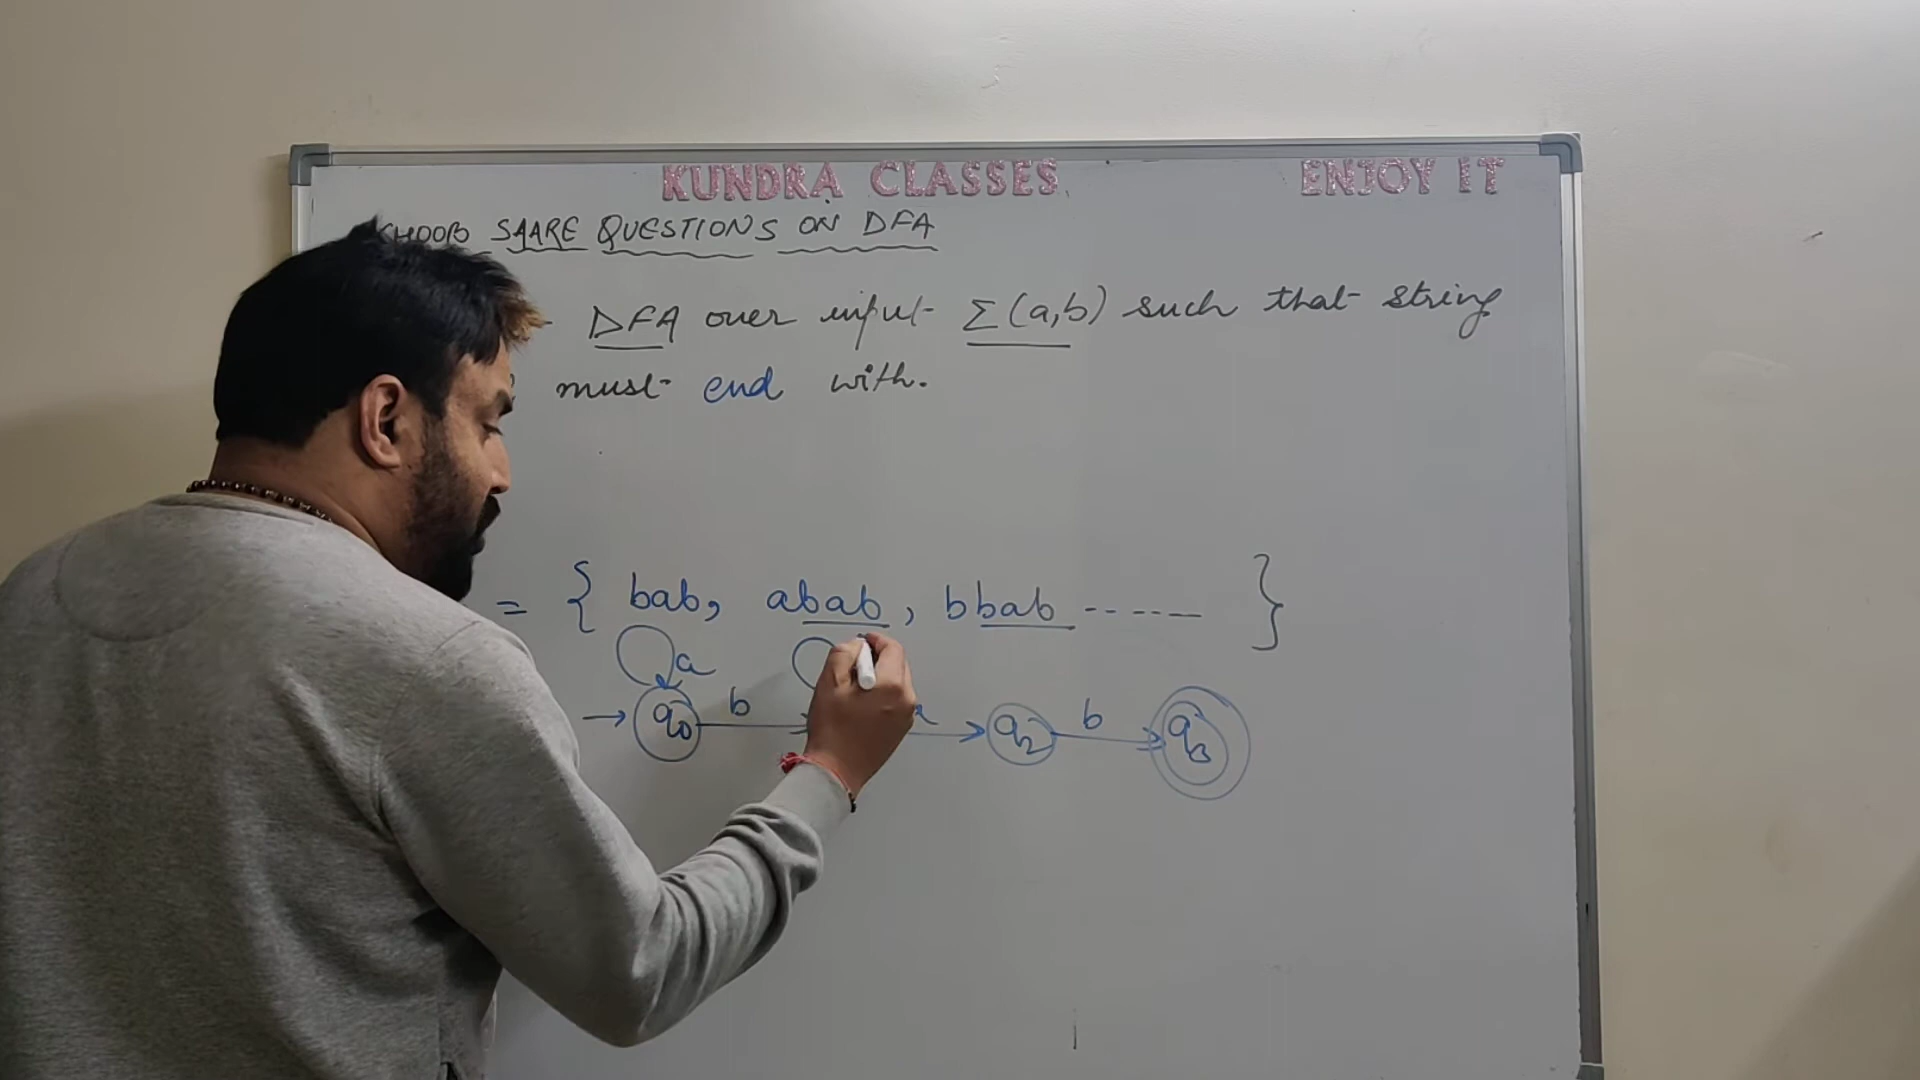 KUNDRA CLASSES ENJOY IT
KHOOB SAARE QUESTIONS ON DFA
DFA over input Σ(a,b) such that string
must end with.
= { bab, abab, bbab ------ }
a
→ q0 b q2 b q3